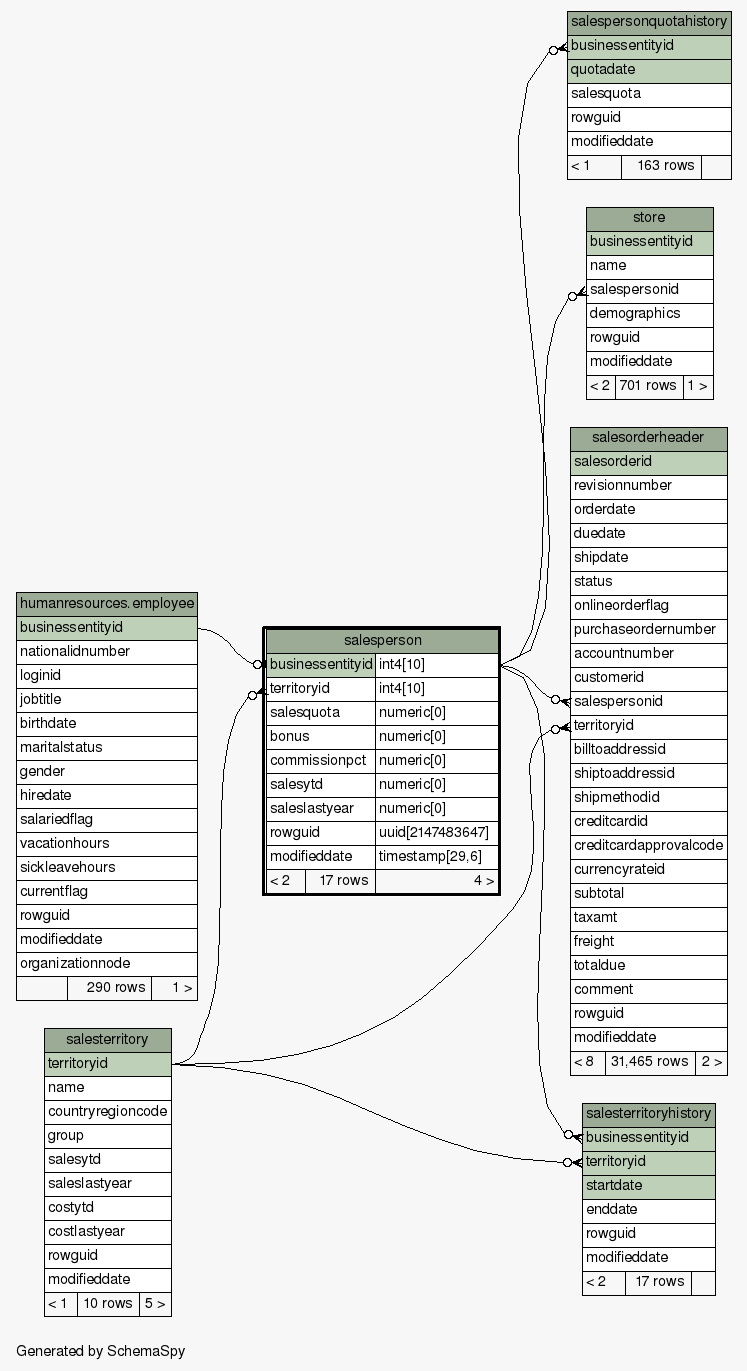 salespersonquotahistory
businessentityid
quotadate
salesquota
rowguid
modifieddate
< 1 163 rows
store
businessentityid
name
salespersonid
demographics
rowguid
modifieddate
< 2 701 rows 1 >
salesorderheader
salesorderid
revisionnumber
orderdate
duedate
shipdate
status
onlineorderflag
purchaseordernumber
accountnumber
customerid
salespersonid
territoryid
billtoaddressid
shiptoaddressid
shipmethodid
creditcardid
creditcardapprovalcode
currencyrateid
subtotal
taxamt
freight
totaldue
comment
rowguid
modifieddate
< 8 31,465 rows 2 >
humanresources.employee
businessentityid
nationalidnumber
loginid
jobtitle
birthdate
maritalstatus
gender
hiredate
salariedflag
vacationhours
sickleavehours
currentflag
rowguid
modifieddate
organizationnode
290 rows 1 >
salesperson
businessentityid int4[10]
territoryid int4[10]
salesquota numeric[0]
bonus numeric[0]
commissionpct numeric[0]
salesytd numeric[0]
saleslastyear numeric[0]
rowguid uuid[2147483647]
modifieddate timestamp[29,6]
< 2 17 rows 4 >
salesterritory
territoryid
name
countryregioncode
group
salesytd
saleslastyear
costytd
costlastyear
rowguid
modifieddate
< 1 10 rows 5 >
salesterritoryhistory
businessentityid
territoryid
startdate
enddate
rowguid
modifieddate
< 2 17 rows
Generated by SchemaSpy